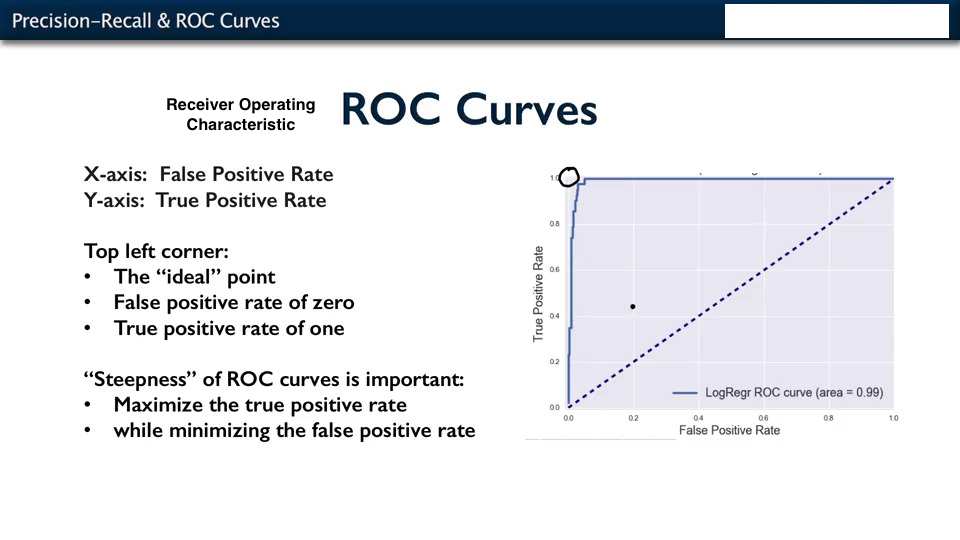 Precision-Recall & ROC Curves
Receiver Operating
Characteristic
ROC Curves
X-axis: False Positive Rate
Y-axis: True Positive Rate
Top left corner:
• The “ideal” point
• False positive rate of zero
• True positive rate of one
“Steepness” of ROC curves is important:
• Maximize the true positive rate
• while minimizing the false positive rate
1.0
0.8
0.6
0.4
0.2
0.0
True Positive Rate
LogRegr ROC curve (area = 0.99)
0.0 0.2 0.4 0.6 0.8 1.0
False Positive Rate